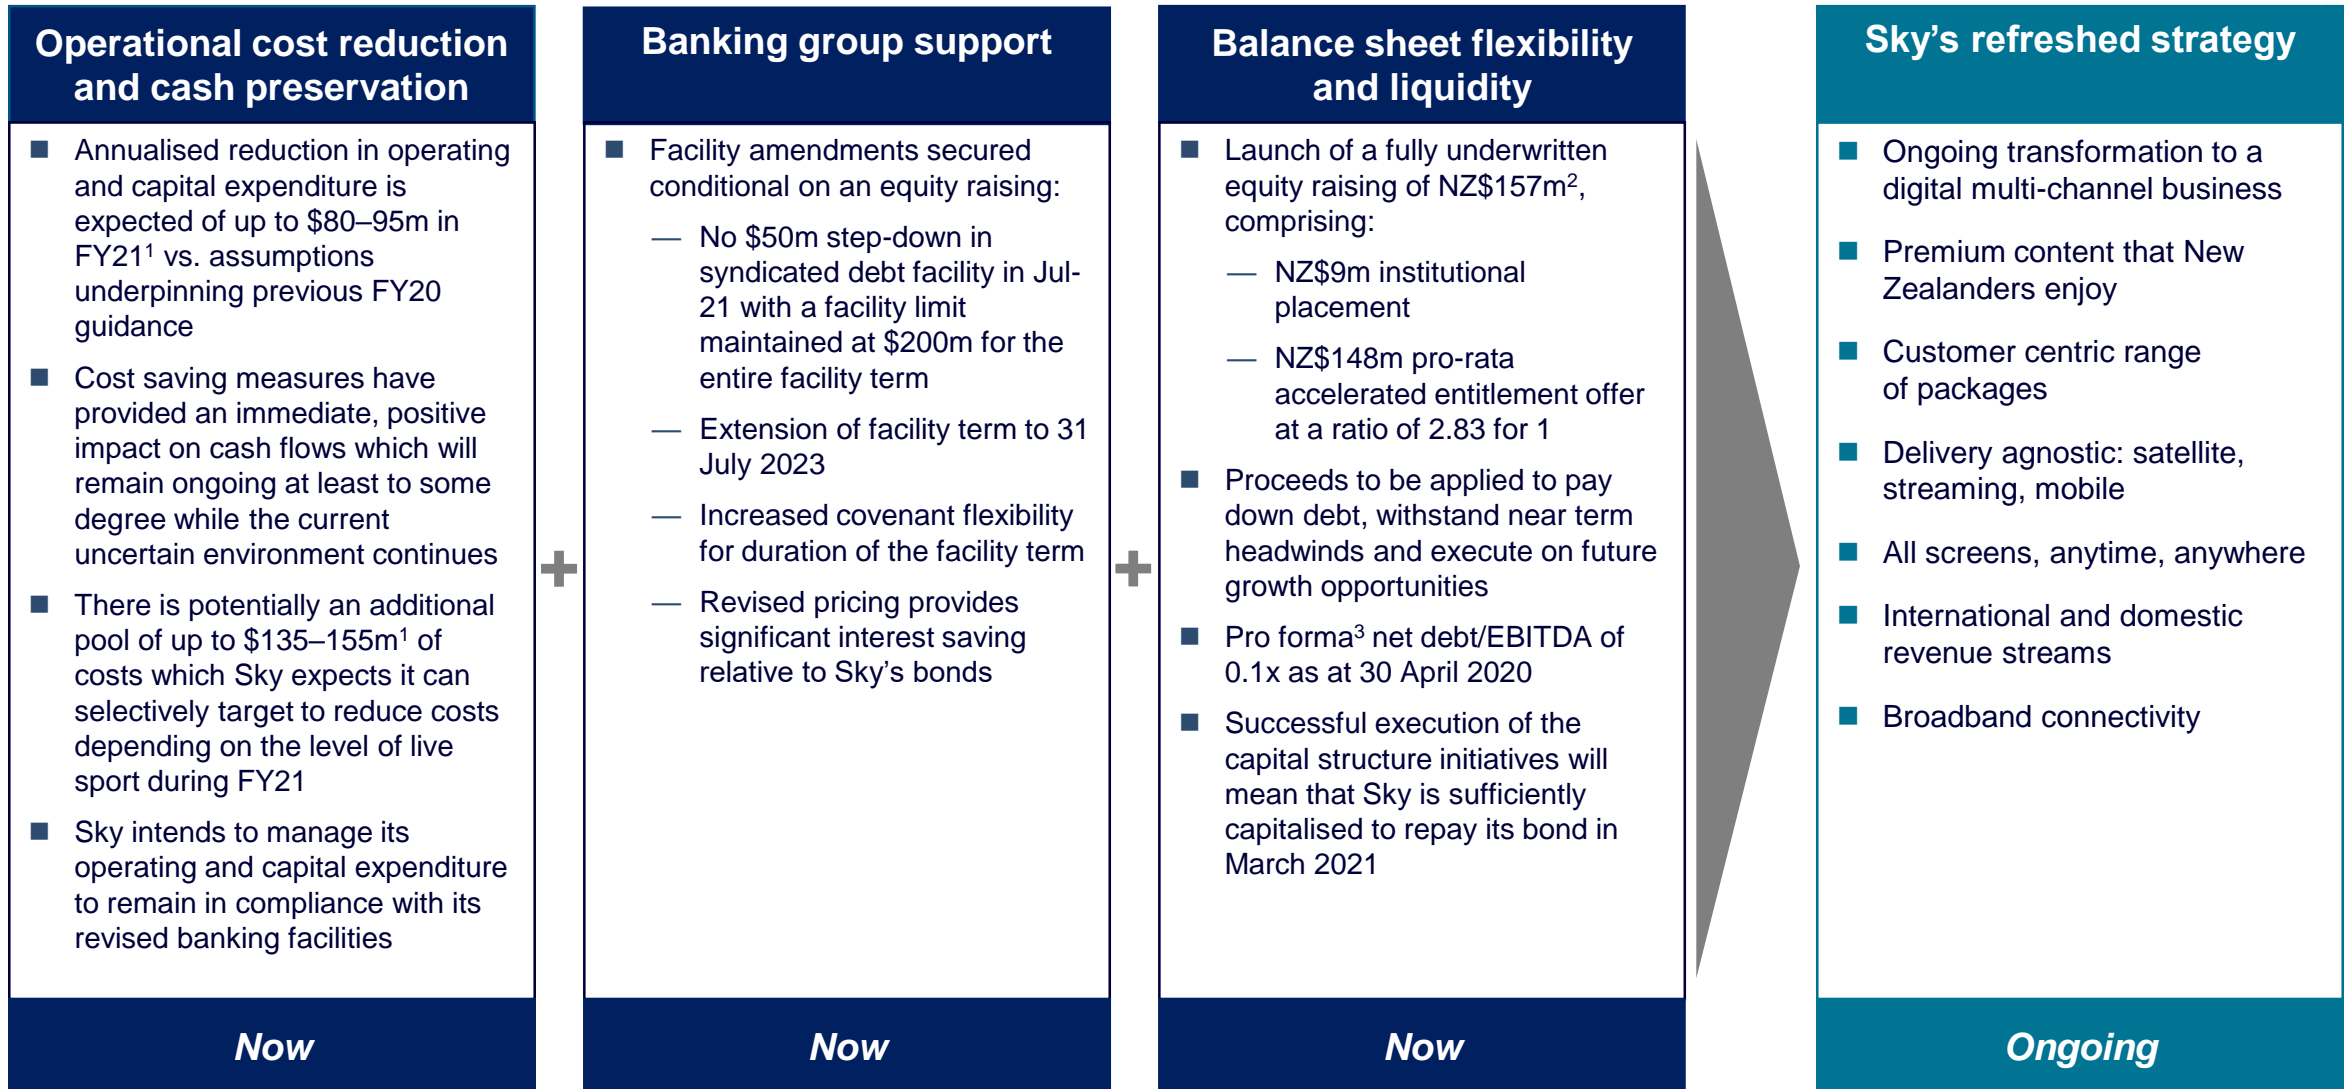 Operational cost reduction
and cash preservation
■ Annualised reduction in operating
and capital expenditure is
expected of up to $80–95m in
FY21¹ vs. assumptions
underpinning previous FY20
guidance
■ Cost saving measures have
provided an immediate, positive
impact on cash flows which will
remain ongoing at least to some
degree while the current
uncertain environment continues
■ There is potentially an additional
pool of up to $135–155m¹ of
costs which Sky expects it can
selectively target to reduce costs
depending on the level of live
sport during FY21
■ Sky intends to manage its
operating and capital expenditure
to remain in compliance with its
revised banking facilities
Now
Banking group support
■ Facility amendments secured
conditional on an equity raising:
— No $50m step-down in
syndicated debt facility in Jul-
21 with a facility limit
maintained at $200m for the
entire facility term
— Extension of facility term to 31
July 2023
— Increased covenant flexibility
for duration of the facility term
— Revised pricing provides
significant interest saving
relative to Sky’s bonds
Now
Balance sheet flexibility
and liquidity
■ Launch of a fully underwritten
equity raising of NZ$157m²,
comprising:
— NZ$9m institutional
placement
— NZ$148m pro-rata
accelerated entitlement offer
at a ratio of 2.83 for 1
■ Proceeds to be applied to pay
down debt, withstand near term
headwinds and execute on future
growth opportunities
■ Pro forma³ net debt/EBITDA of
0.1x as at 30 April 2020
■ Successful execution of the
capital structure initiatives will
mean that Sky is sufficiently
capitalised to repay its bond in
March 2021
Now
Sky’s refreshed strategy
■ Ongoing transformation to a
digital multi-channel business
■ Premium content that New
Zealanders enjoy
■ Customer centric range
of packages
■ Delivery agnostic: satellite,
streaming, mobile
■ All screens, anytime, anywhere
■ International and domestic
revenue streams
■ Broadband connectivity
Ongoing